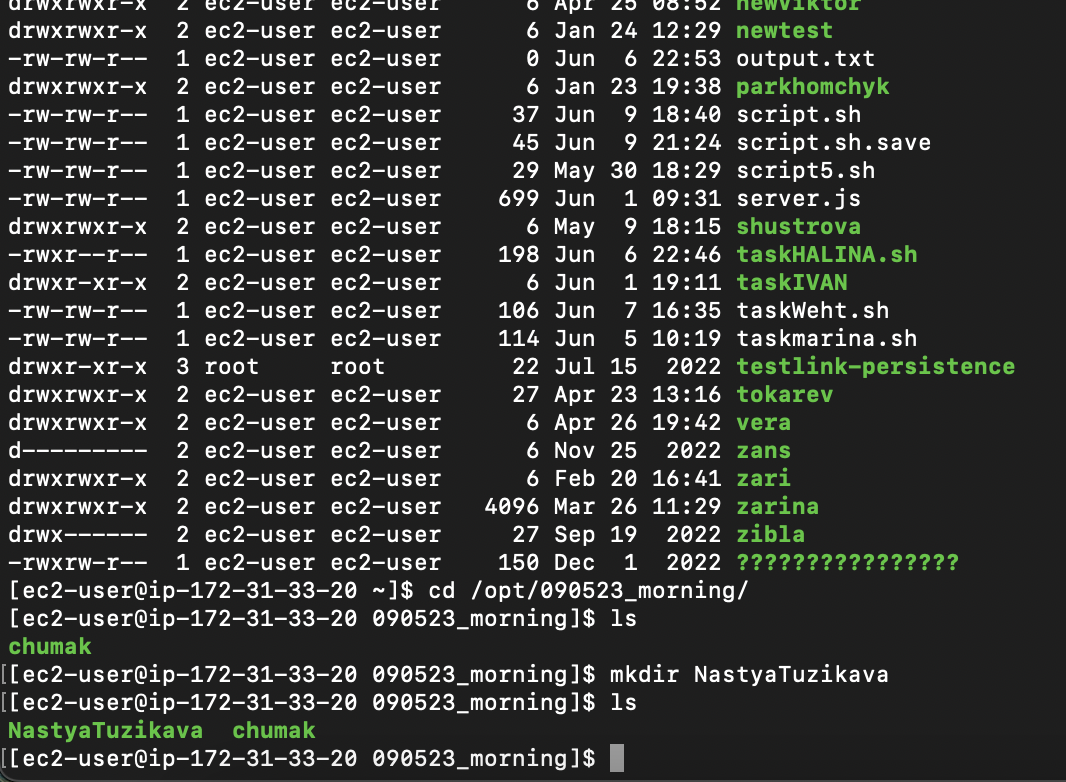 drwxrwxr-x  2 ec2-user ec2-user      6 Apr 25 08:52 newviktor
drwxrwxr-x  2 ec2-user ec2-user      6 Jan 24 12:29 newtest
-rw-rw-r--  1 ec2-user ec2-user      0 Jun  6 22:53 output.txt
drwxrwxr-x  2 ec2-user ec2-user      6 Jan 23 19:38 parkhomchyk
-rw-rw-r--  1 ec2-user ec2-user     37 Jun  9 18:40 script.sh
-rw-rw-r--  1 ec2-user ec2-user     45 Jun  9 21:24 script.sh.save
-rw-rw-r--  1 ec2-user ec2-user     29 May 30 18:29 script5.sh
-rw-rw-r--  1 ec2-user ec2-user    699 Jun  1 09:31 server.js
drwxrwxr-x  2 ec2-user ec2-user      6 May  9 18:15 shustrova
-rwxr--r--  1 ec2-user ec2-user    198 Jun  6 22:46 taskHALINA.sh
drwxr-xr-x  2 ec2-user ec2-user      6 Jun  1 19:11 taskIVAN
-rw-rw-r--  1 ec2-user ec2-user    106 Jun  7 16:35 taskWeht.sh
-rw-rw-r--  1 ec2-user ec2-user    114 Jun  5 10:19 taskmarina.sh
drwxr-xr-x  3 root     root         22 Jul 15  2022 testlink-persistence
drwxrwxr-x  2 ec2-user ec2-user     27 Apr 23 13:16 tokarev
drwxrwxr-x  2 ec2-user ec2-user      6 Apr 26 19:42 vera
d---------  2 ec2-user ec2-user      6 Nov 25  2022 zans
drwxrwxr-x  2 ec2-user ec2-user      6 Feb 20 16:41 zari
drwxrwxr-x  2 ec2-user ec2-user   4096 Mar 26 11:29 zarina
drwx------  2 ec2-user ec2-user     27 Sep 19  2022 zibla
-rwxrw-r--  1 ec2-user ec2-user    150 Dec  1  2022 ????????????????
[ec2-user@ip-172-31-33-20 ~]$ cd /opt/090523_morning/
[ec2-user@ip-172-31-33-20 090523_morning]$ ls
chumak
[[ec2-user@ip-172-31-33-20 090523_morning]$ mkdir NastyaTuzikava
[[ec2-user@ip-172-31-33-20 090523_morning]$ ls
NastyaTuzikava  chumak
[[ec2-user@ip-172-31-33-20 090523_morning]$